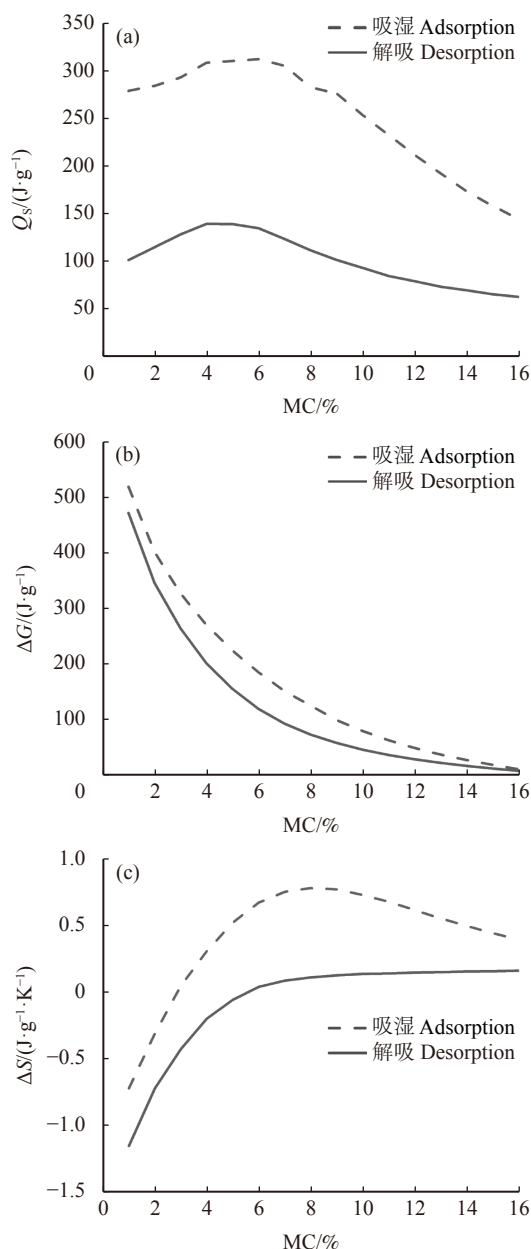 (a)
吸湿 Adsorption
解吸 Desorption
350
300
250
200
150
100
50
0
Qs/(J·g⁻¹)
2 4 6 8 10 12 14 16
MC/%
(b)
吸湿 Adsorption
解吸 Desorption
600
500
400
300
200
100
0
ΔG/(J·g⁻¹)
2 4 6 8 10 12 14 16
MC/%
(c)
1.0
0.5
0
−0.5
−1.0
−1.5
ΔS/(J·g⁻¹·K⁻¹)
吸湿 Adsorption
解吸 Desorption
0 2 4 6 8 10 12 14 16
MC/%